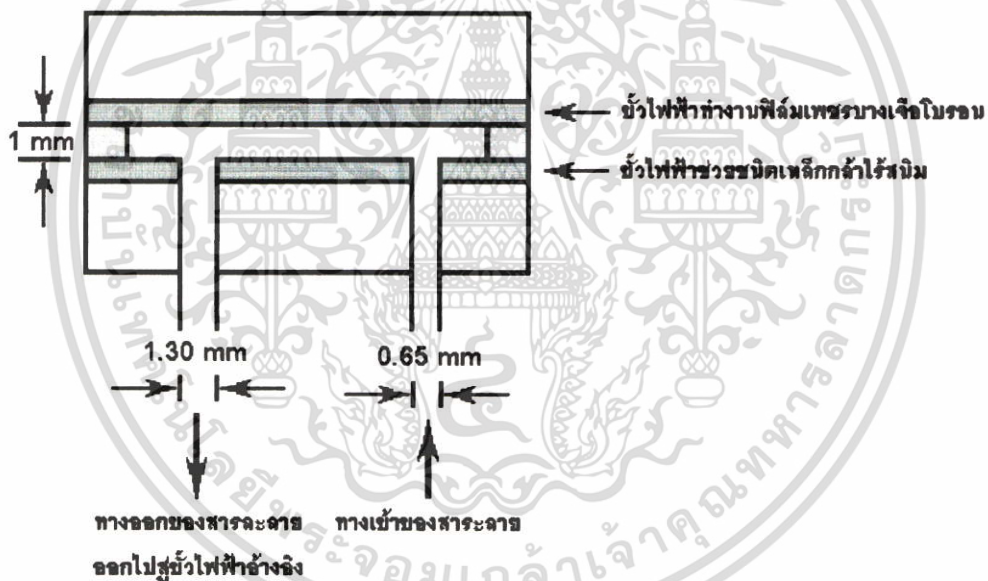 ขั้วไฟฟ้าทำงานฟิล์มเพชรบางเจือโบรอน
1 mm
ขั้วไฟฟ้าช่วยชนิดเหล็กกล้าไร้สนิม
1.30 mm
0.65 mm
ทางออกของสารละลาย
ออกไปสู่ขั้วไฟฟ้าอ้างอิง
ทางเข้าของสาระลาย